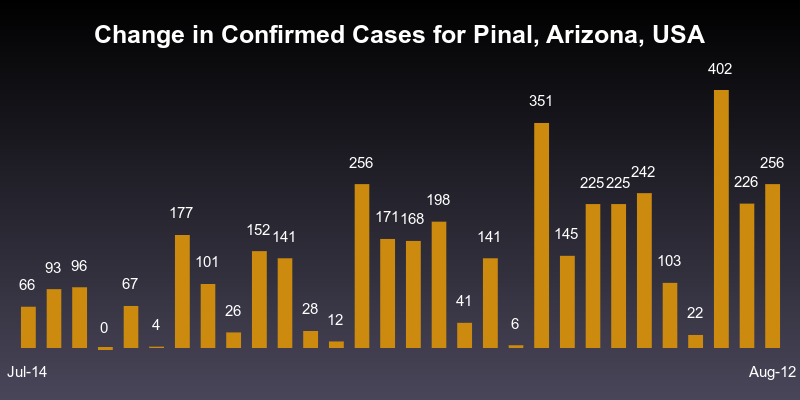 Change in Confirmed Cases for Pinal, Arizona, USA
66 93 96 0 67 4 177 101 26 152 141 28 12 256 171 168 198 41 141 6 351 145 225 225 242 103 22 402 226 256
Jul-14 Aug-12